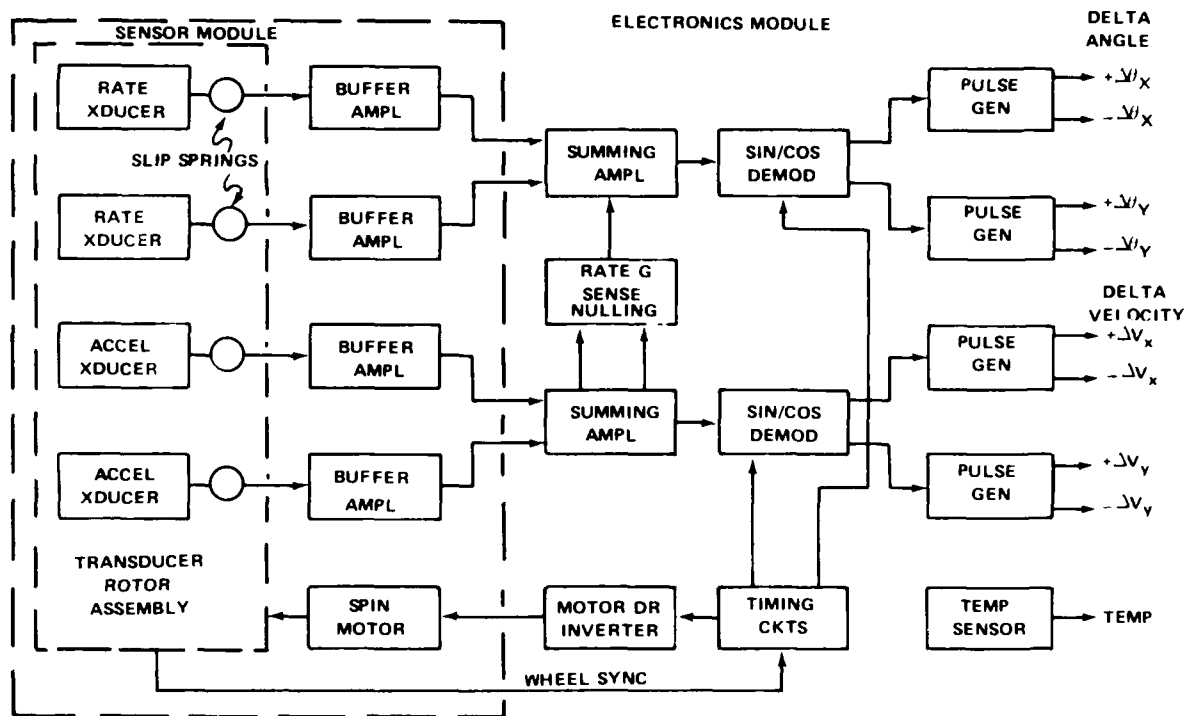 SENSOR MODULE
ELECTRONICS MODULE
DELTA
ANGLE
RATE
XDUCER
BUFFER
AMPL
SLIP SPRINGS
RATE
XDUCER
BUFFER
AMPL
SUMMING
AMPL
SIN/COS
DEMOD
PULSE
GEN
+Δθx
-Δθx
PULSE
GEN
+Δθy
-Δθy
RATE G
SENSE
NULLING
DELTA
VELOCITY
ACCEL
XDUCER
BUFFER
AMPL
ACCEL
XDUCER
BUFFER
AMPL
SUMMING
AMPL
SIN/COS
DEMOD
PULSE
GEN
+ΔVx
-ΔVx
PULSE
GEN
+ΔVy
-ΔVy
TRANSDUCER
ROTOR
ASSEMBLY
SPIN
MOTOR
MOTOR DR
INVERTER
TIMING
CKTS
TEMP
SENSOR
TEMP
WHEEL SYNC